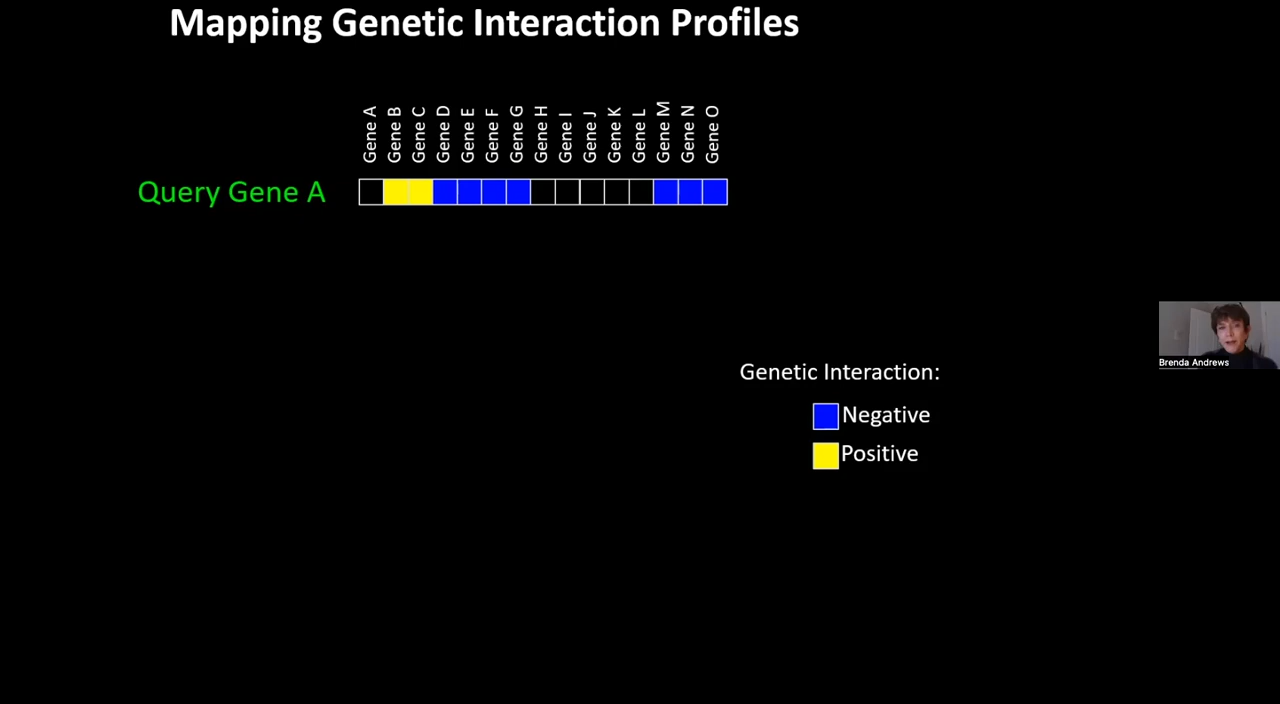 Mapping Genetic Interaction Profiles
Gene A
Gene B
Gene C
Gene D
Gene E
Gene F
Gene G
Gene H
Gene I
Gene J
Gene K
Gene L
Gene M
Gene N
Gene O
Query Gene A
Brenda Andrews
Genetic Interaction:
Negative
Positive